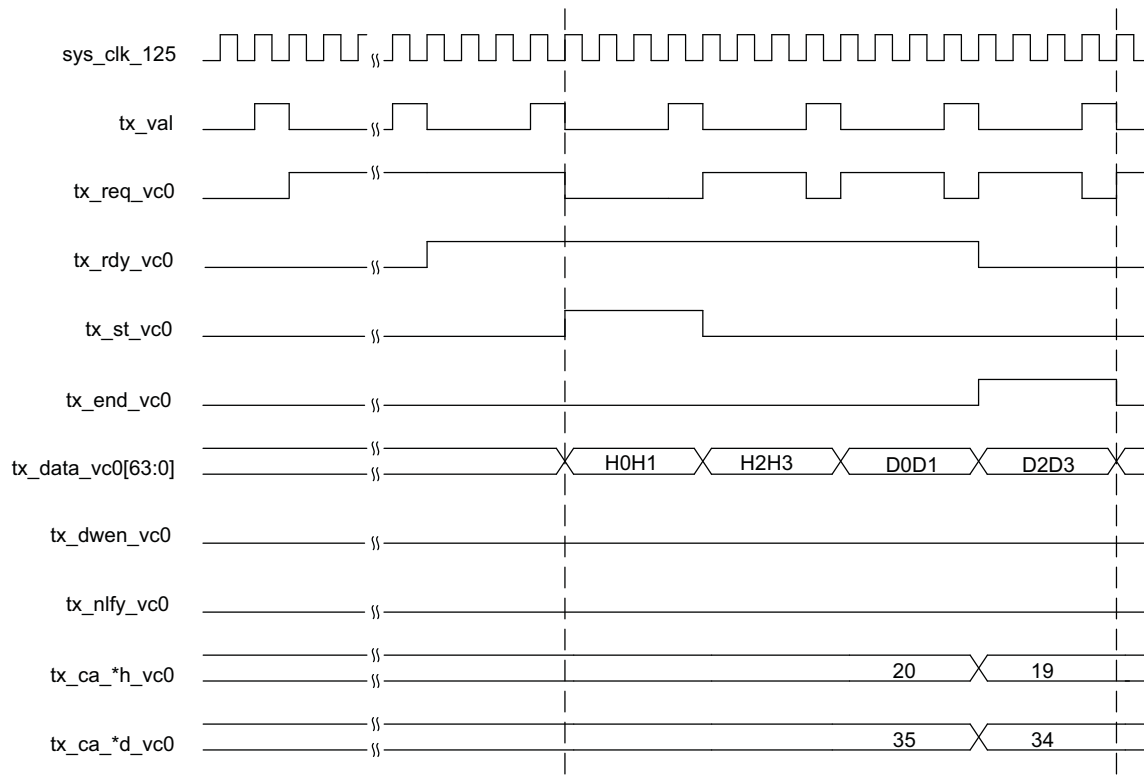 sys_clk_125
tx_val
tx_req_vc0
tx_rdy_vc0
tx_st_vc0
tx_end_vc0
tx_data_vc0[63:0] H0H1 H2H3 D0D1 D2D3
tx_dwen_vc0
tx_nlfy_vc0
tx_ca_*h_vc0 20 19
tx_ca_*d_vc0 35 34